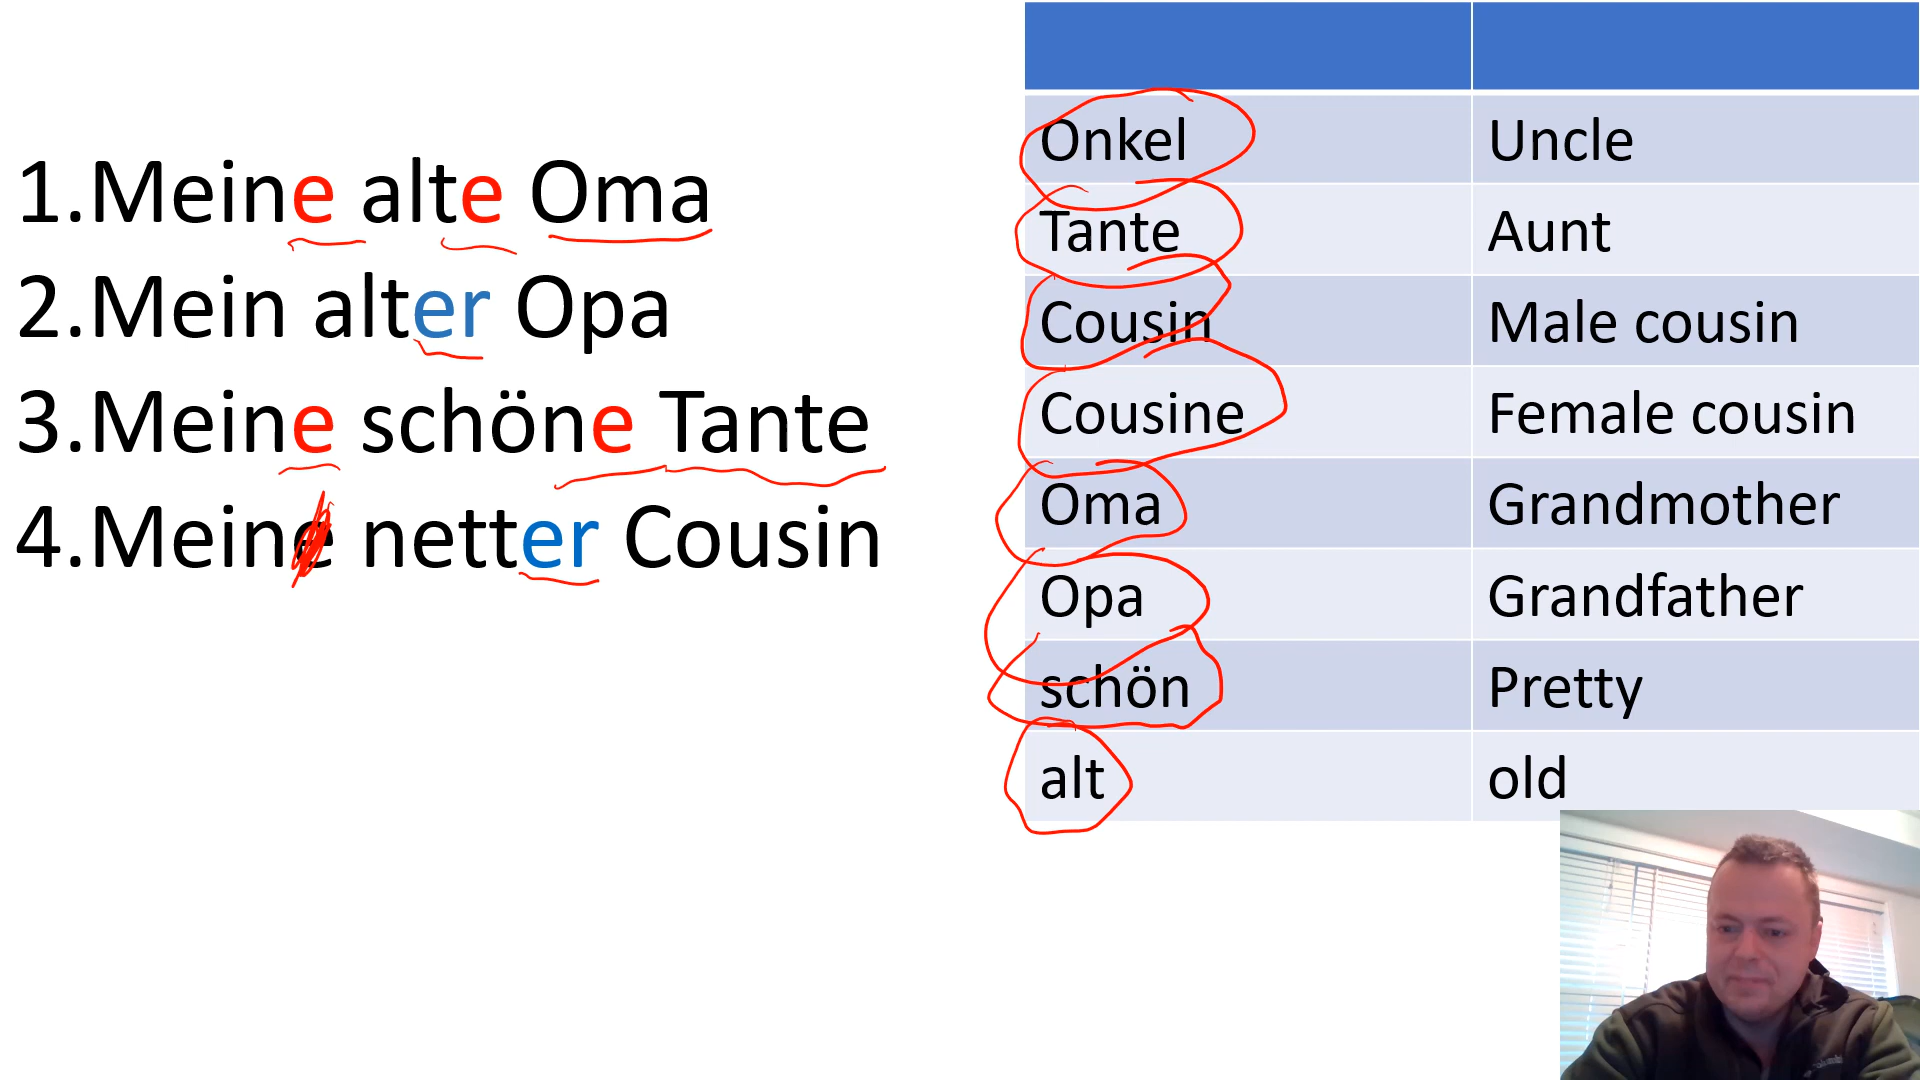 1.Meine alte Oma
2.Mein alter Opa
3.Meine schöne Tante
4.Meine netter Cousin
Onkel Uncle
Tante Aunt
Cousin Male cousin
Cousine Female cousin
Oma Grandmother
Opa Grandfather
schön Pretty
alt old